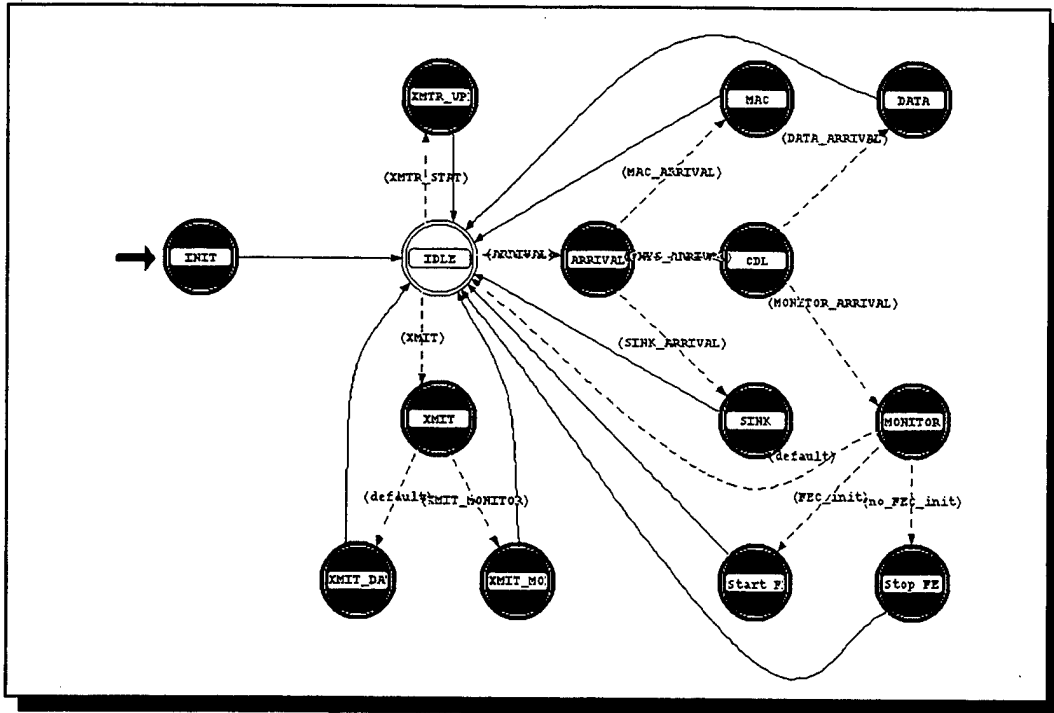 XMTR_UP
MAC
DATA
(DATA_ARRIVAL)
(XMTR_STAT)
(MAC_ARRIVAL)
INIT
IDLE
(ARRIVAL)
ARRIVAL
CDL
(MONITOR_ARRIVAL)
(XMIT)
(SINK_ARRIVAL)
XMIT
SINK
MONITOR
(default)
(default)
(XMIT_MONITOR)
(FEC_init)
(no_FEC_init)
XMIT_DA
XMIT_MO
Start F
Stop FE